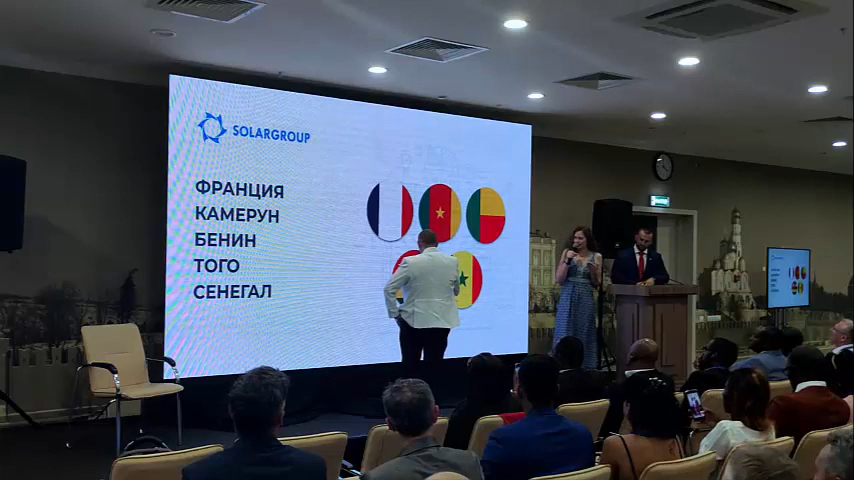 SOLARGROUP
ФРАНЦИЯ
КАМЕРУН
БЕНИН
ТОГО
СЕНЕГАЛ